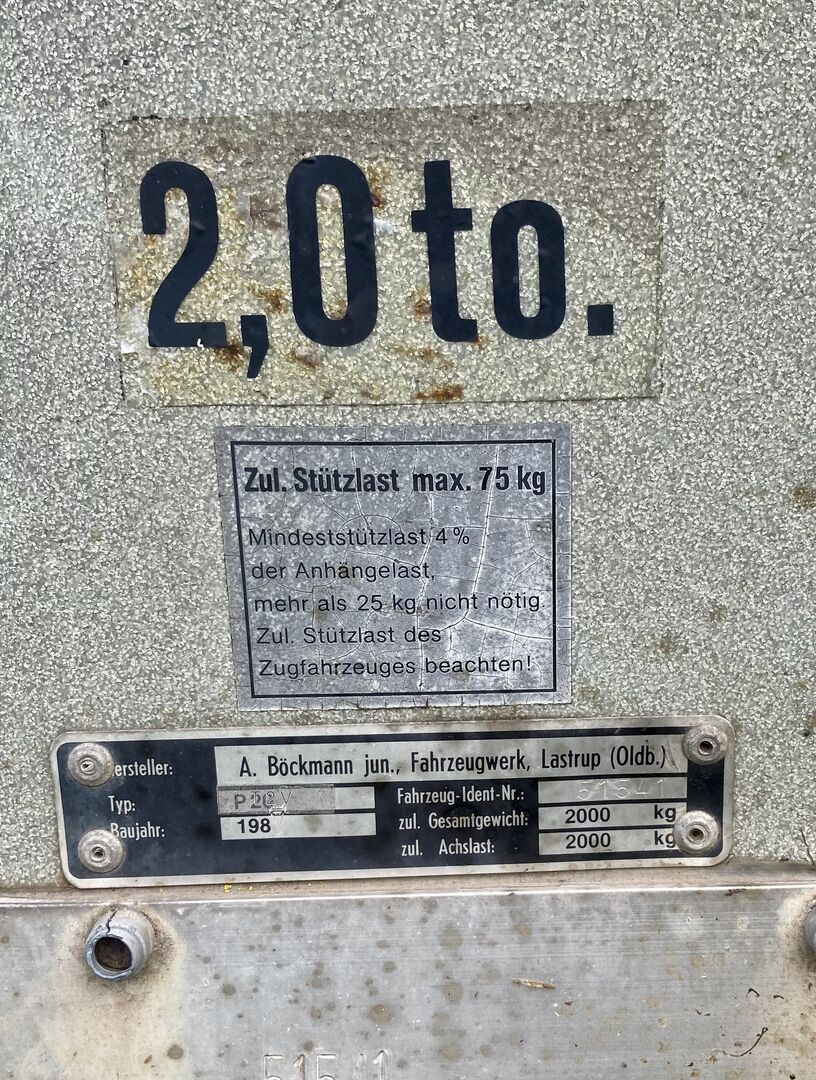 2,0 to.
Zul. Stützlast max. 75 kg
Mindeststützlast 4 %
der Anhängelast,
mehr als 25 kg nicht nötig.
Zul. Stützlast des
Zugfahrzeuges beachten!
ersteller: A. Böckmann jun., Fahrzeugwerk, Lastrup (Oldb.)
Typ: Fahrzeug-Ident-Nr.: 51541
Baujahr: 198 zul. Gesamtgewicht: 2000 kg
zul. Achslast: 2000 kg
51541